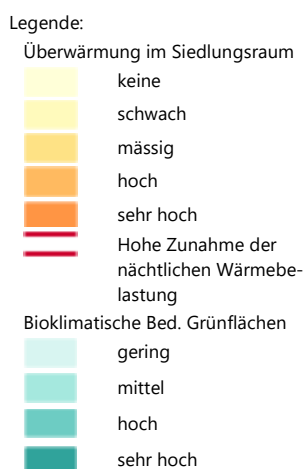 Legende:
Überwärmung im Siedlungsraum
keine
schwach
mässig
hoch
sehr hoch
Hohe Zunahme der
nächtlichen Wärmebe-
lastung
Bioklimatische Bed. Grünflächen
gering
mittel
hoch
sehr hoch